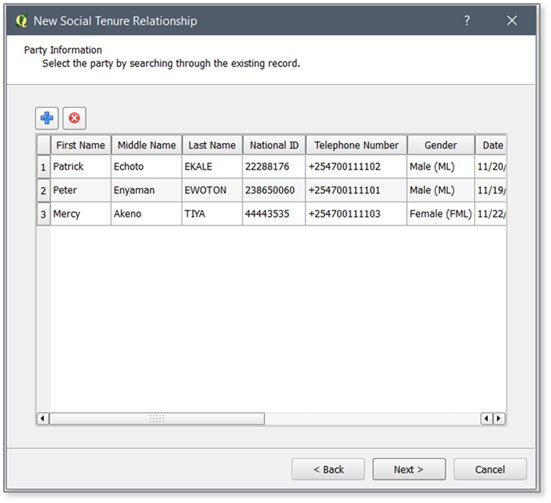 New Social Tenure Relationship
Party Information
Select the party by searching through the existing record.
First Name Middle Name Last Name National ID Telephone Number Gender Date
1 Patrick Echoto EKALE 22288176 +254700111102 Male (ML) 11/20/
2 Peter Enyaman EWOTON 238650060 +254700111101 Male (ML) 11/19/
3 Mercy Akeno TIYA 44443535 +254700111103 Female (FML) 11/22/
< Back Next > Cancel